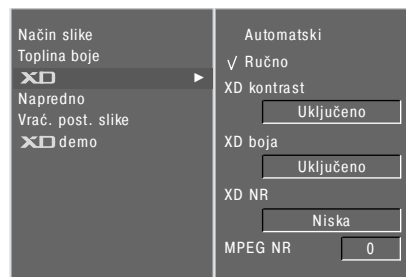 Način slike
Toplina boje
XD
Napredno
Vrać. post. slike
XD demo
Automatski
√ Ručno
XD kontrast
Uključeno
XD boja
Uključeno
XD NR
Niska
MPEG NR 0